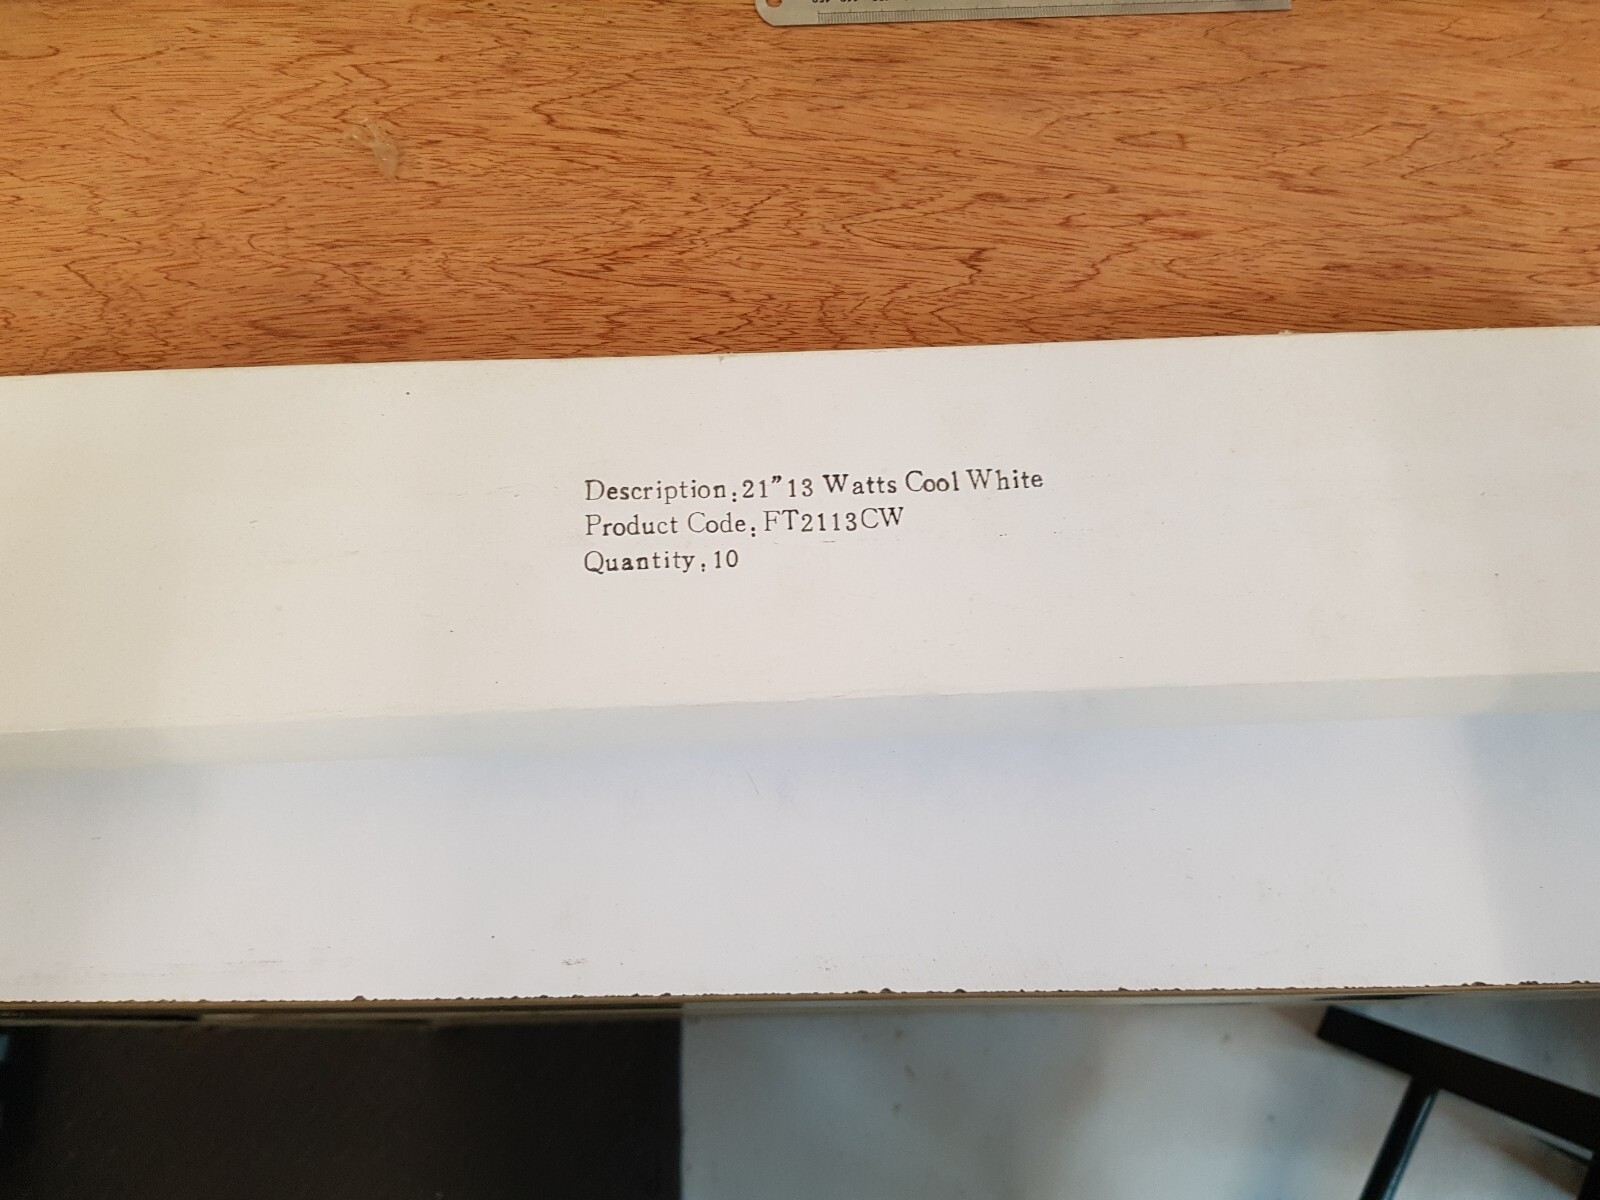 Description:21"13 Watts Cool White
Product Code:FT2113CW
Quantity:10